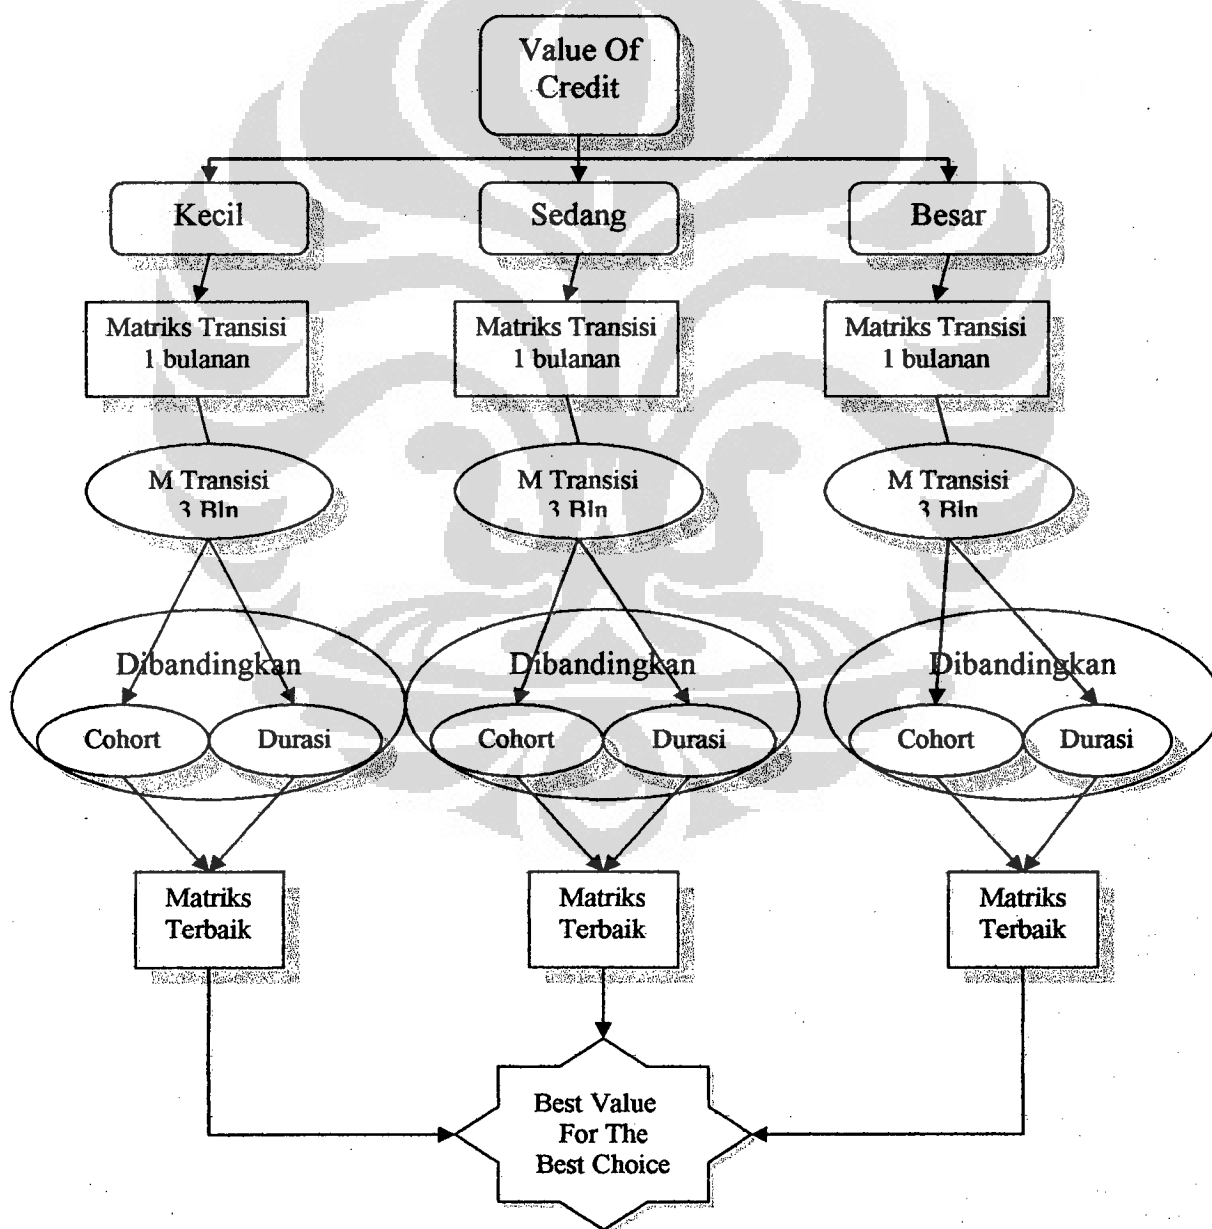 Value Of
Credit
Kecil
Sedang
Besar
Matriks Transisi
1 bulanan
Matriks Transisi
1 bulanan
Matriks Transisi
1 bulanan
M Transisi
3 Bln
M Transisi
3 Bln
M Transisi
3 Bln
Dibandingkan
Dibandingkan
Dibandingkan
Cohort
Durasi
Cohort
Durasi
Cohort
Durasi
Matriks
Terbaik
Matriks
Terbaik
Matriks
Terbaik
Best Value
For The
Best Choice